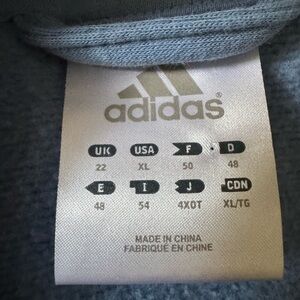 adidas
UK USA F D
22 XL 50 48
E I J CDN
48 54 4XOT XL/TG
MADE IN CHINA
FABRIQUÉ EN CHINE